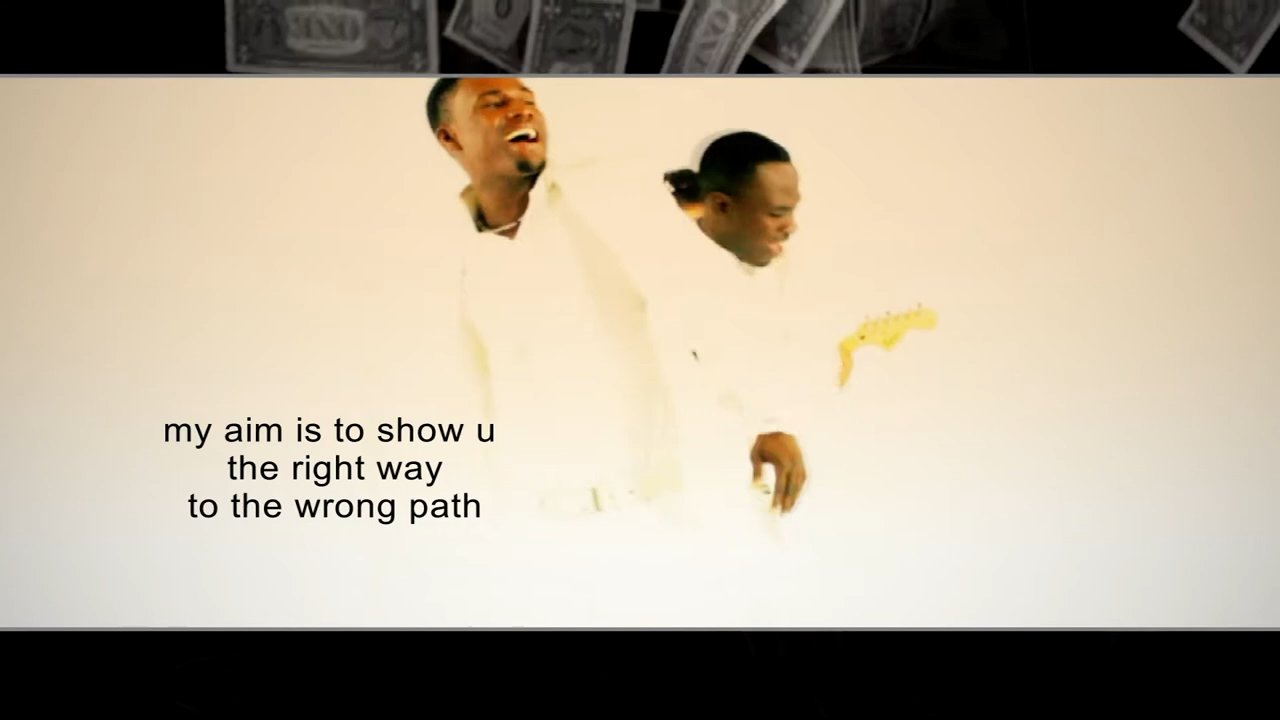 my aim is to show u
the right way
to the wrong path